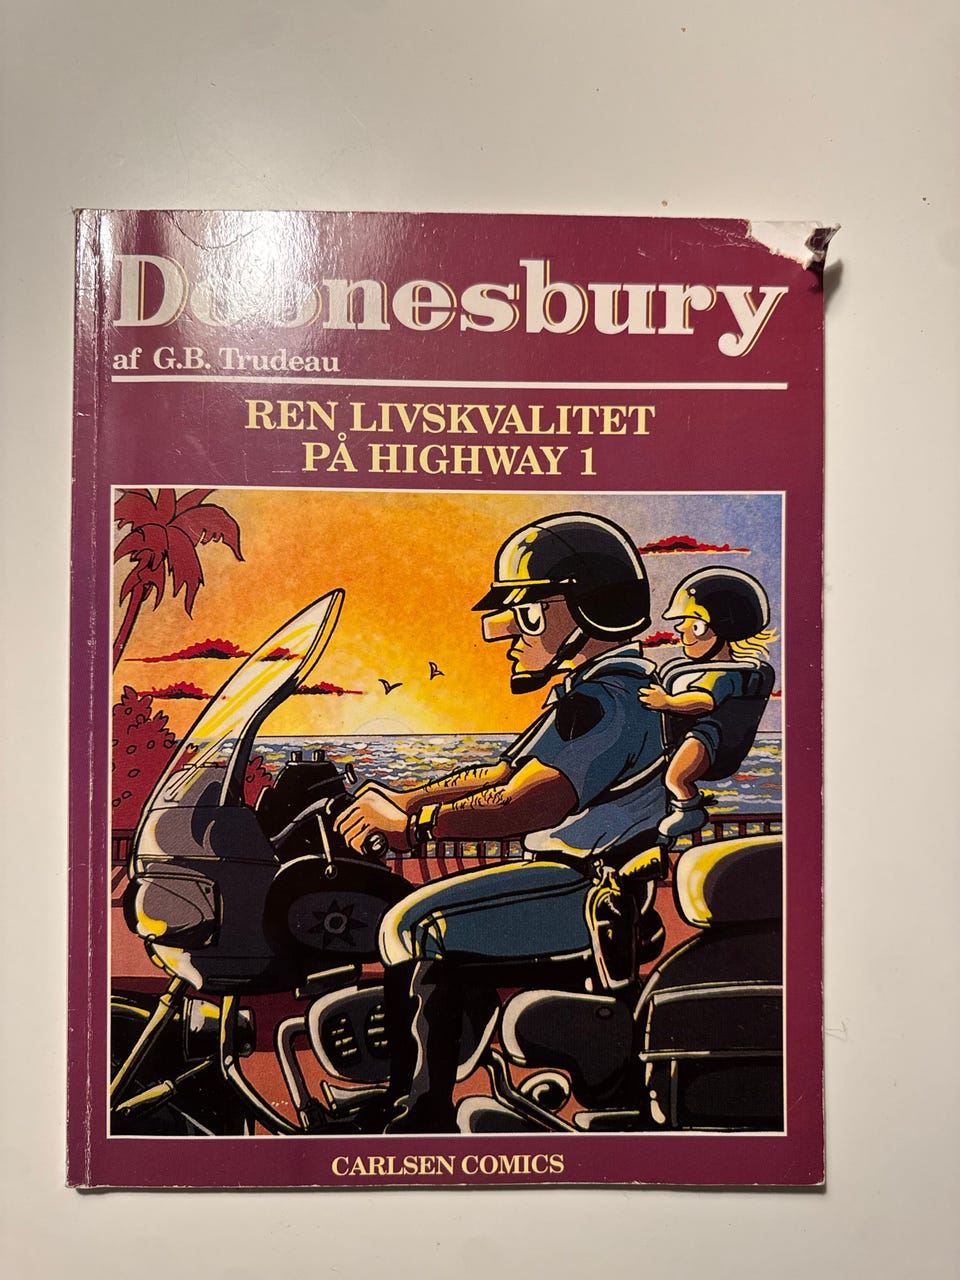 Doonesbury
af G.B. Trudeau
REN LIVSKVALITET
PÅ HIGHWAY 1
CARLSEN COMICS